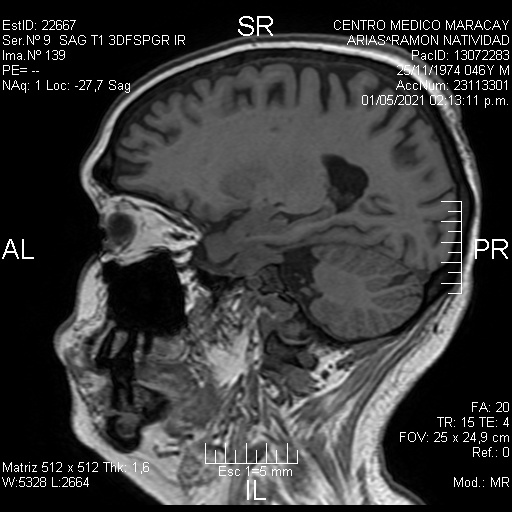 EstID: 22667
Ser.Nº 9 SAG T1 3DFSPGR IR
Ima.Nº 139
PE= --
NAq: 1 Loc: -27,7 Sag
SR
CENTRO MEDICO MARACAY
ARIAS^RAMON NATIVIDAD
PacID: 13072283
25/11/1974 046Y M
AccNum: 23113301
01/05/2021 02:13:11 p.m.
AL
PR
FA: 20
TR: 15 TE: 4
FOV: 25 x 24,9 cm
Ref.: 0
Mod.: MR
Matriz 512 x 512 Thk: 1,6
W:5328 L:2664
Esc 1=5 mm
IL